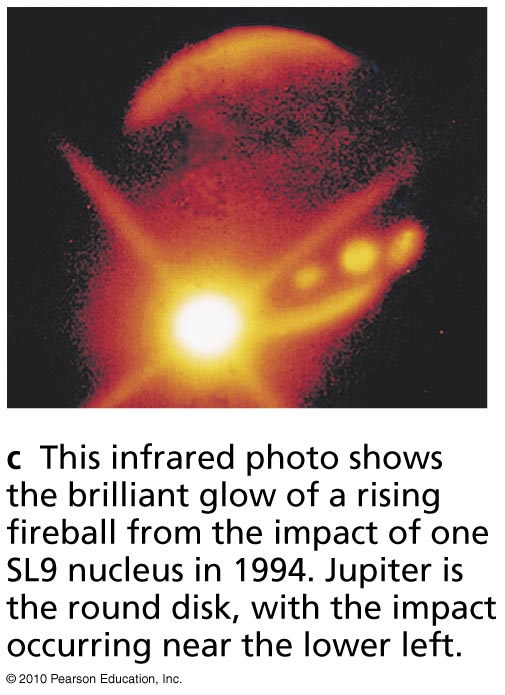 c This infrared photo shows
the brilliant glow of a rising
fireball from the impact of one
SL9 nucleus in 1994. Jupiter is
the round disk, with the impact
occurring near the lower left.
© 2010 Pearson Education, Inc.